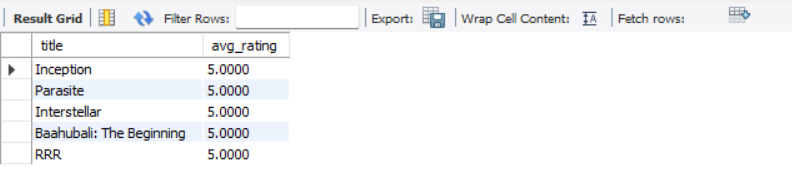 Result Grid Filter Rows: Export: Wrap Cell Content: IA Fetch rows:
title avg_rating
Inception 5.0000
Parasite 5.0000
Interstellar 5.0000
Baahubali: The Beginning 5.0000
RRR 5.0000